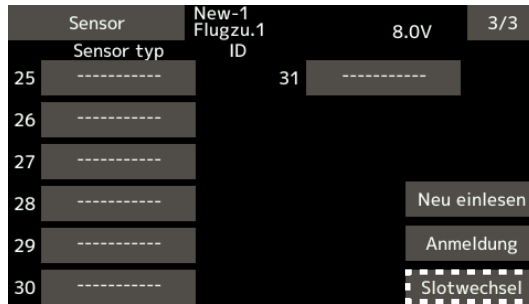 Sensor New-1 8.0V 3/3
Flugzu.1
Sensor typ ID
25 ----------- 31 -----------
26 -----------
27 -----------
28 ----------- Neu einlesen
29 ----------- Anmeldung
30 ----------- Slotwechsel